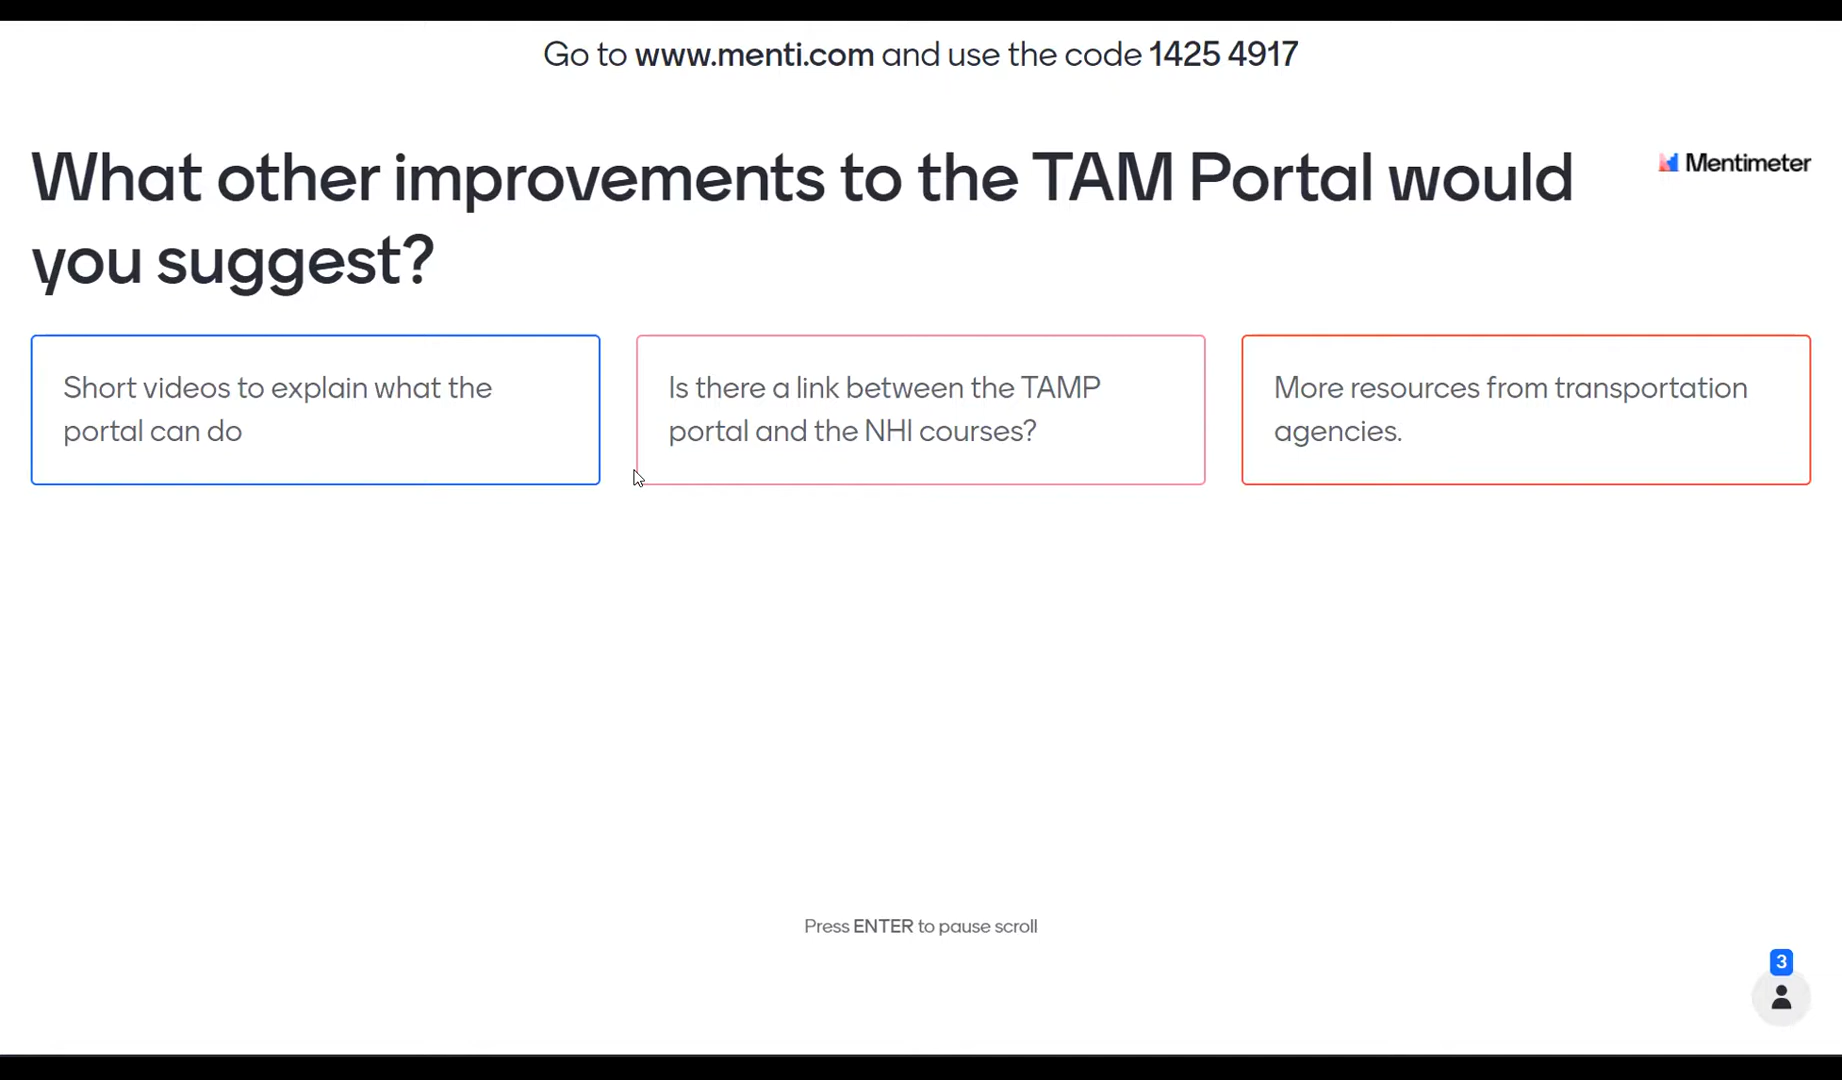 Go to www.menti.com and use the code 1425 4917
What other improvements to the TAM Portal would
you suggest?
Mentimeter
Short videos to explain what the
portal can do
Is there a link between the TAMP
portal and the NHI courses?
More resources from transportation
agencies.
Press ENTER to pause scroll
3